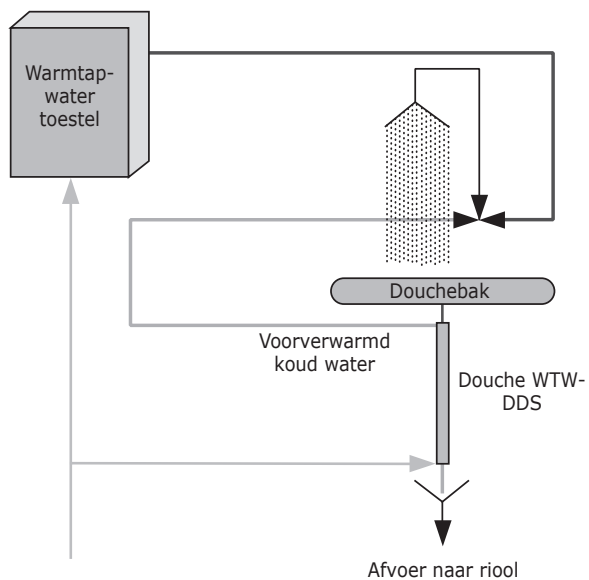 Warmtap-
water
toestel
Douchebak
Voorverwarmd
koud water
Douche WTW-
DDS
Afvoer naar riool